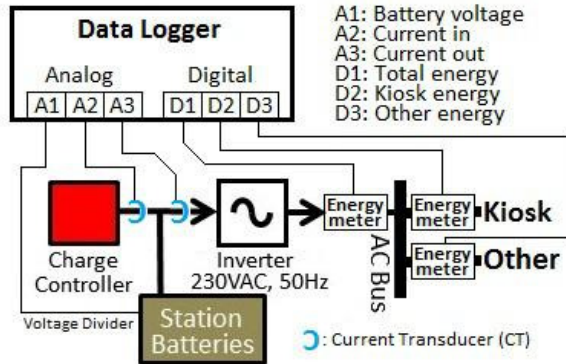 Data Logger
Analog Digital
A1 A2 A3 D1 D2 D3
A1: Battery voltage
A2: Current in
A3: Current out
D1: Total energy
D2: Kiosk energy
D3: Other energy
Charge
Controller
Inverter
230VAC, 50Hz
Energy
meter
AC Bus
Energy
meter
Kiosk
Energy
meter
Other
Voltage Divider
Station
Batteries
: Current Transducer (CT)